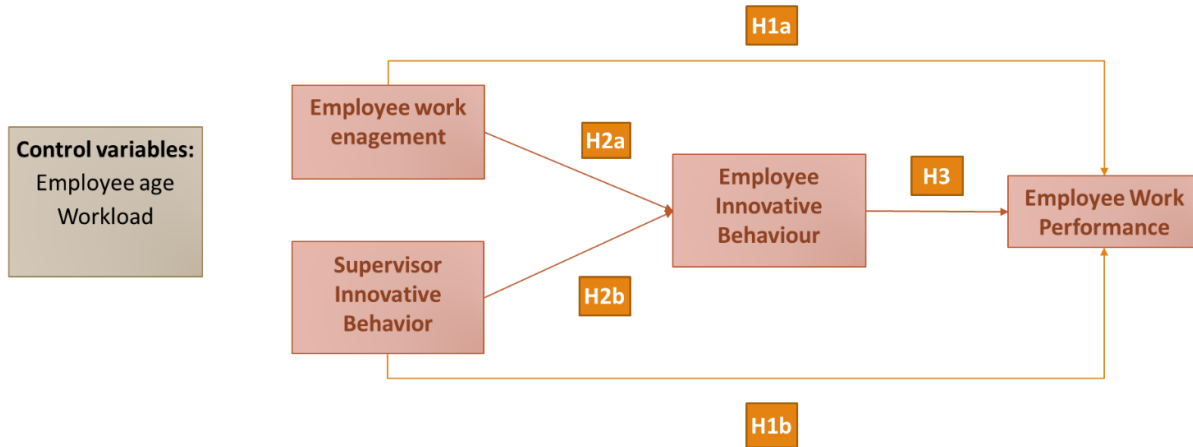 H1a
Control variables:
Employee age
Workload
Employee work
enagement
H2a
Employee
Innovative
Behaviour
H3
Employee Work
Performance
Supervisor
Innovative
Behavior
H2b
H1b